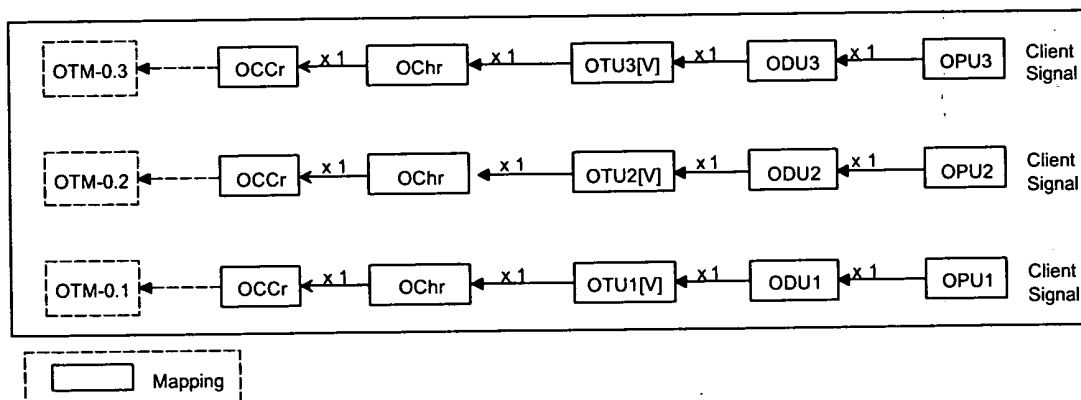 OTM-0.3 OCCr x 1 OChr x 1 OTU3[V] x 1 ODU3 x 1 OPU3 Client Signal
OTM-0.2 OCCr x 1 OChr x 1 OTU2[V] x 1 ODU2 x 1 OPU2 Client Signal
OTM-0.1 OCCr x 1 OChr x 1 OTU1[V] x 1 ODU1 x 1 OPU1 Client Signal
Mapping